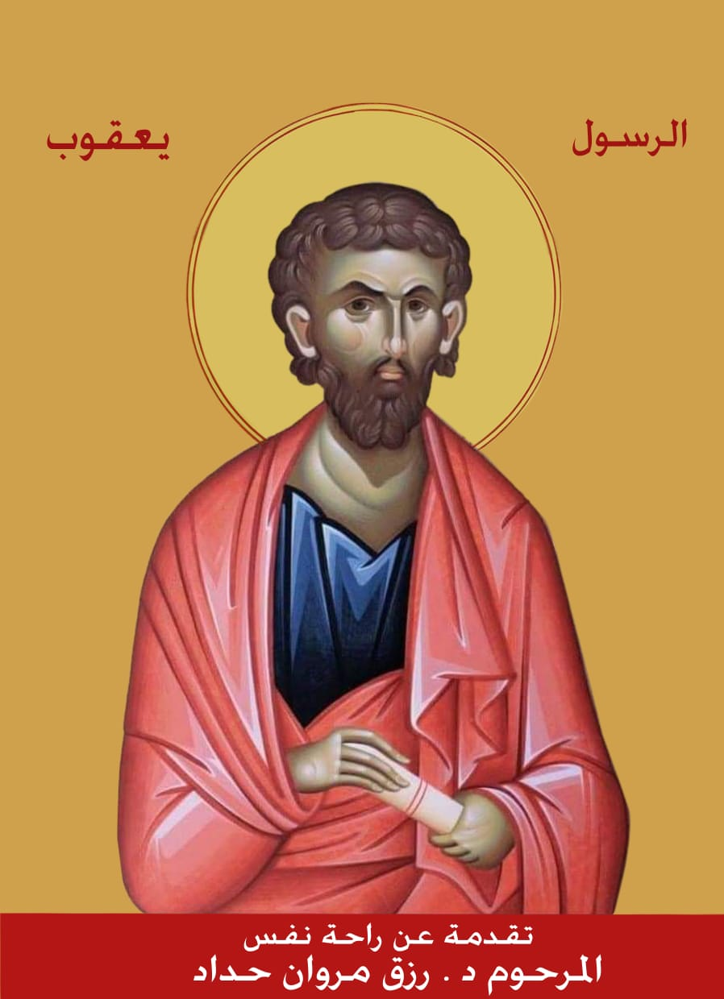 الرسول
يعقوب
تقدمة عن راحة نفس
المرحوم د . رزق مروان حداد